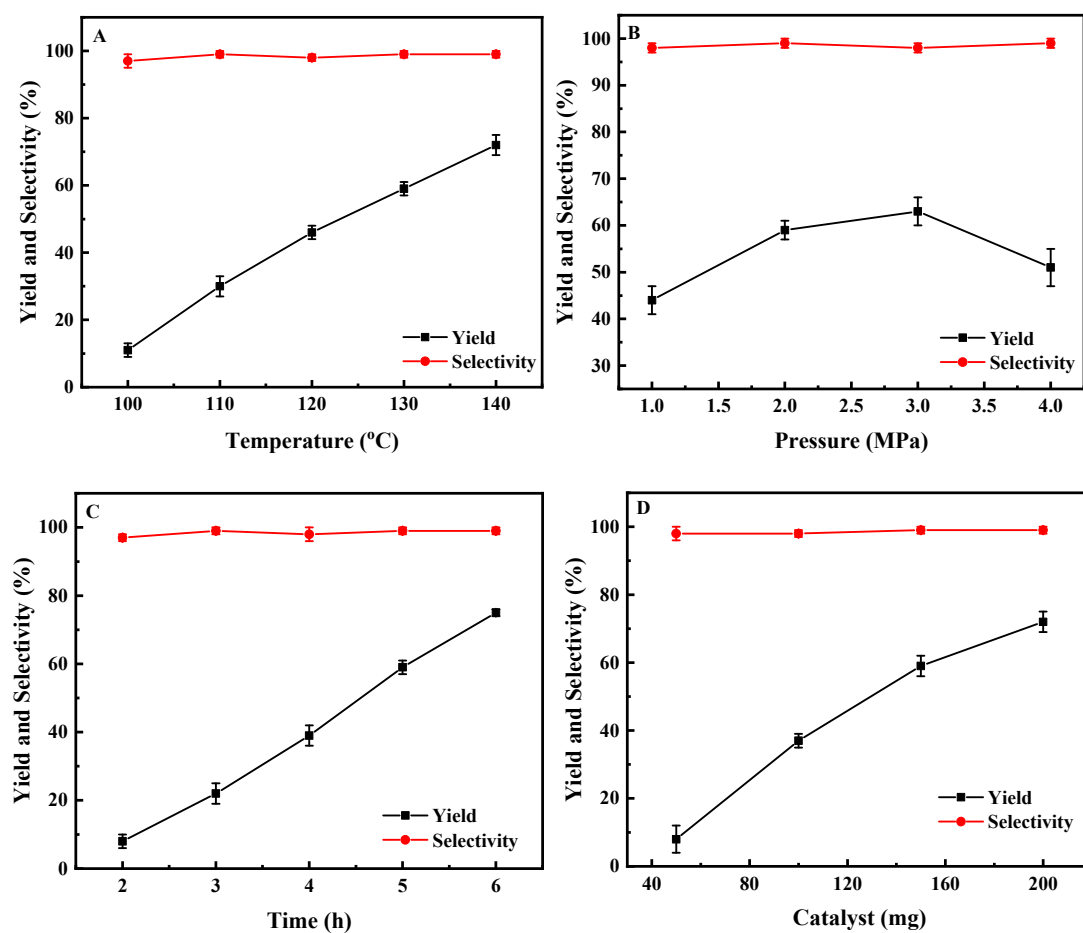 A
Yield and Selectivity (%)
100
80
60
40
20
0
Yield
Selectivity
100 110 120 130 140
Temperature (°C)
B
Yield and Selectivity (%)
100
90
80
70
60
50
40
30
Yield
Selectivity
1.0 1.5 2.0 2.5 3.0 3.5 4.0
Pressure (MPa)
C
Yield and Selectivity (%)
100
80
60
40
20
0
Yield
Selectivity
2 3 4 5 6
Time (h)
D
Yield and Selectivity (%)
100
80
60
40
20
0
Yield
Selectivity
40 80 120 160 200
Catalyst (mg)